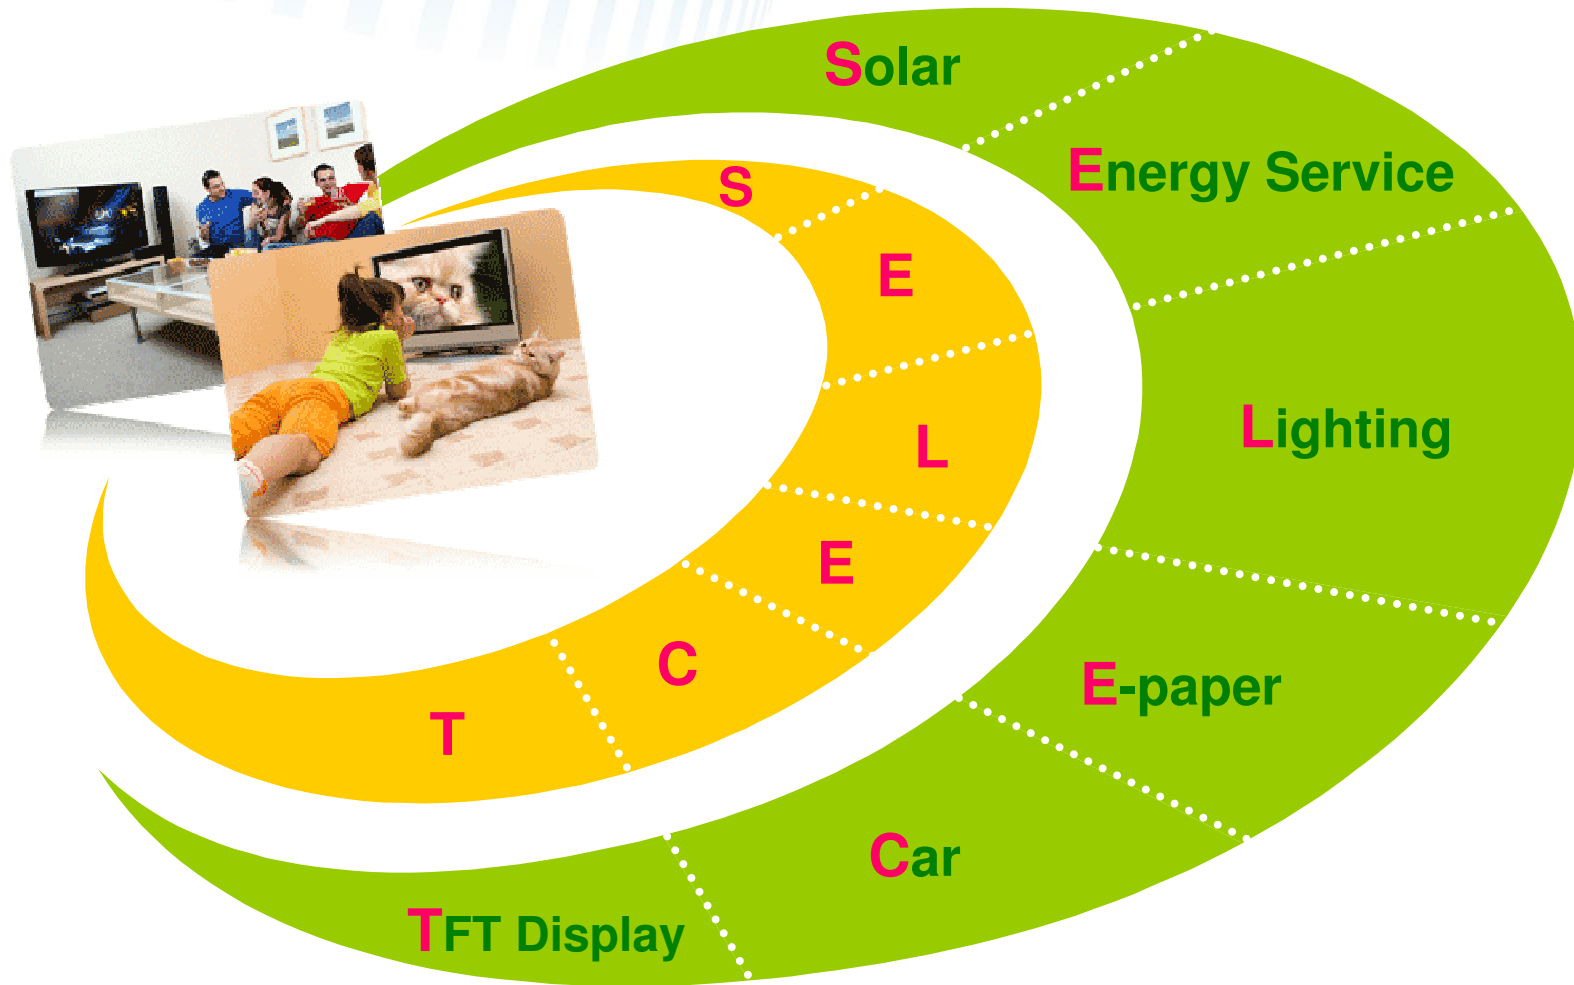 Solar
Energy Service
Lighting
E-paper
Car
TFT Display
S
E
L
E
C
T